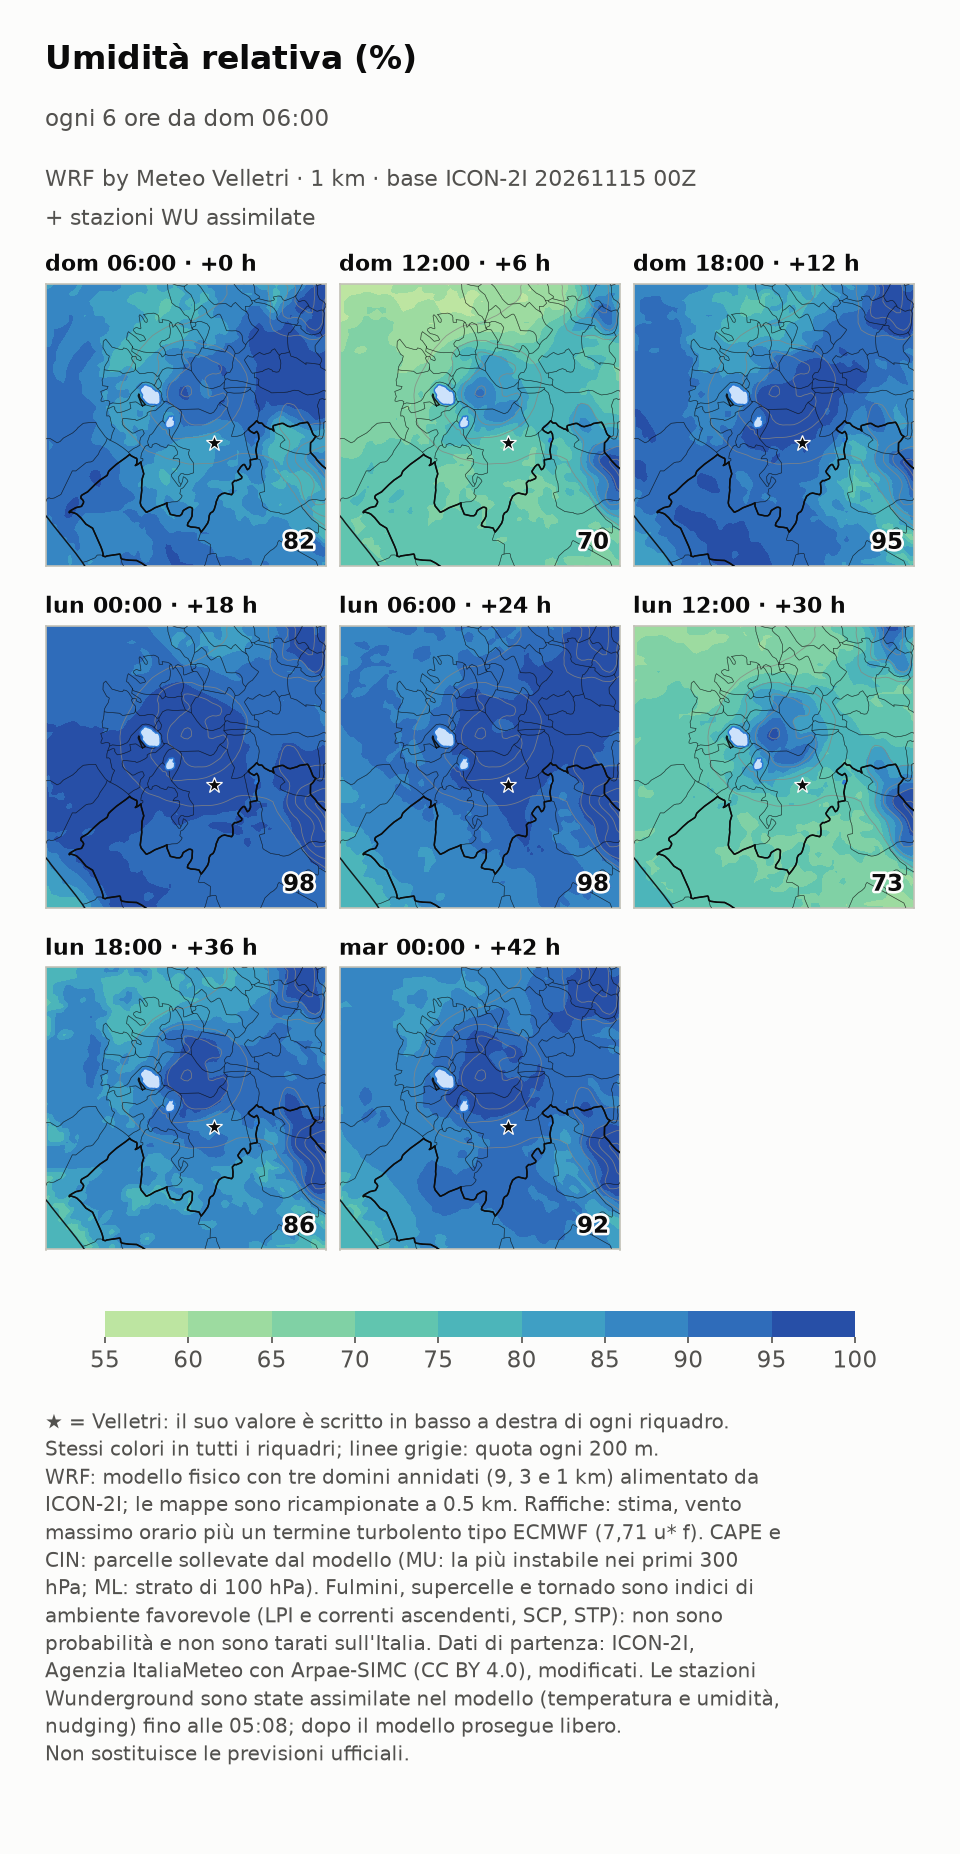 Umidità relativa (%)
ogni 6 ore da dom 06:00
WRF by Meteo Velletri · 1 km · base ICON-2I 20261115 00Z
+ stazioni WU assimilate
dom 06:00 · +0 h
dom 12:00 · +6 h
dom 18:00 · +12 h
82
70
95
lun 00:00 · +18 h
lun 06:00 · +24 h
lun 12:00 · +30 h
98
98
73
lun 18:00 · +36 h
mar 00:00 · +42 h
86
92
55 60 65 70 75 80 85 90 95 100
★ = Velletri: il suo valore è scritto in basso a destra di ogni riquadro.
Stessi colori in tutti i riquadri; linee grigie: quota ogni 200 m.
WRF: modello fisico con tre domini annidati (9, 3 e 1 km) alimentato da
ICON-2I; le mappe sono ricampionate a 0.5 km. Raffiche: stima, vento
massimo orario più un termine turbolento tipo ECMWF (7,71 u* f). CAPE e
CIN: parcelle sollevate dal modello (MU: la più instabile nei primi 300
hPa; ML: strato di 100 hPa). Fulmini, supercelle e tornado sono indici di
ambiente favorevole (LPI e correnti ascendenti, SCP, STP): non sono
probabilità e non sono tarati sull'Italia. Dati di partenza: ICON-2I,
Agenzia ItaliaMeteo con Arpae-SIMC (CC BY 4.0), modificati. Le stazioni
Wunderground sono state assimilate nel modello (temperatura e umidità,
nudging) fino alle 05:08; dopo il modello prosegue libero.
Non sostituisce le previsioni ufficiali.